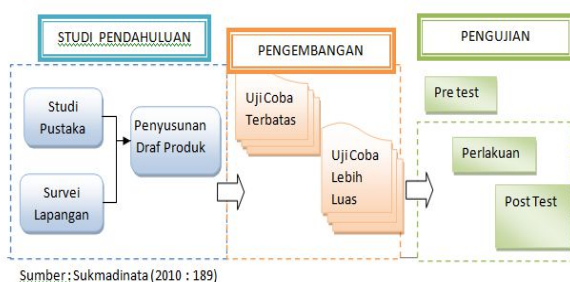 STUDI PENDAHULUAN
PENGEMBANGAN
PENGUJIAN
Studi
Pustaka
Survei
Lapangan
Penyusunan
Draf Produk
Uji Coba
Terbatas
Uji Coba
Lebih
Luas
Pre test
Perlakuan
Post Test
Sumber : Sukmadinata (2010 : 189)